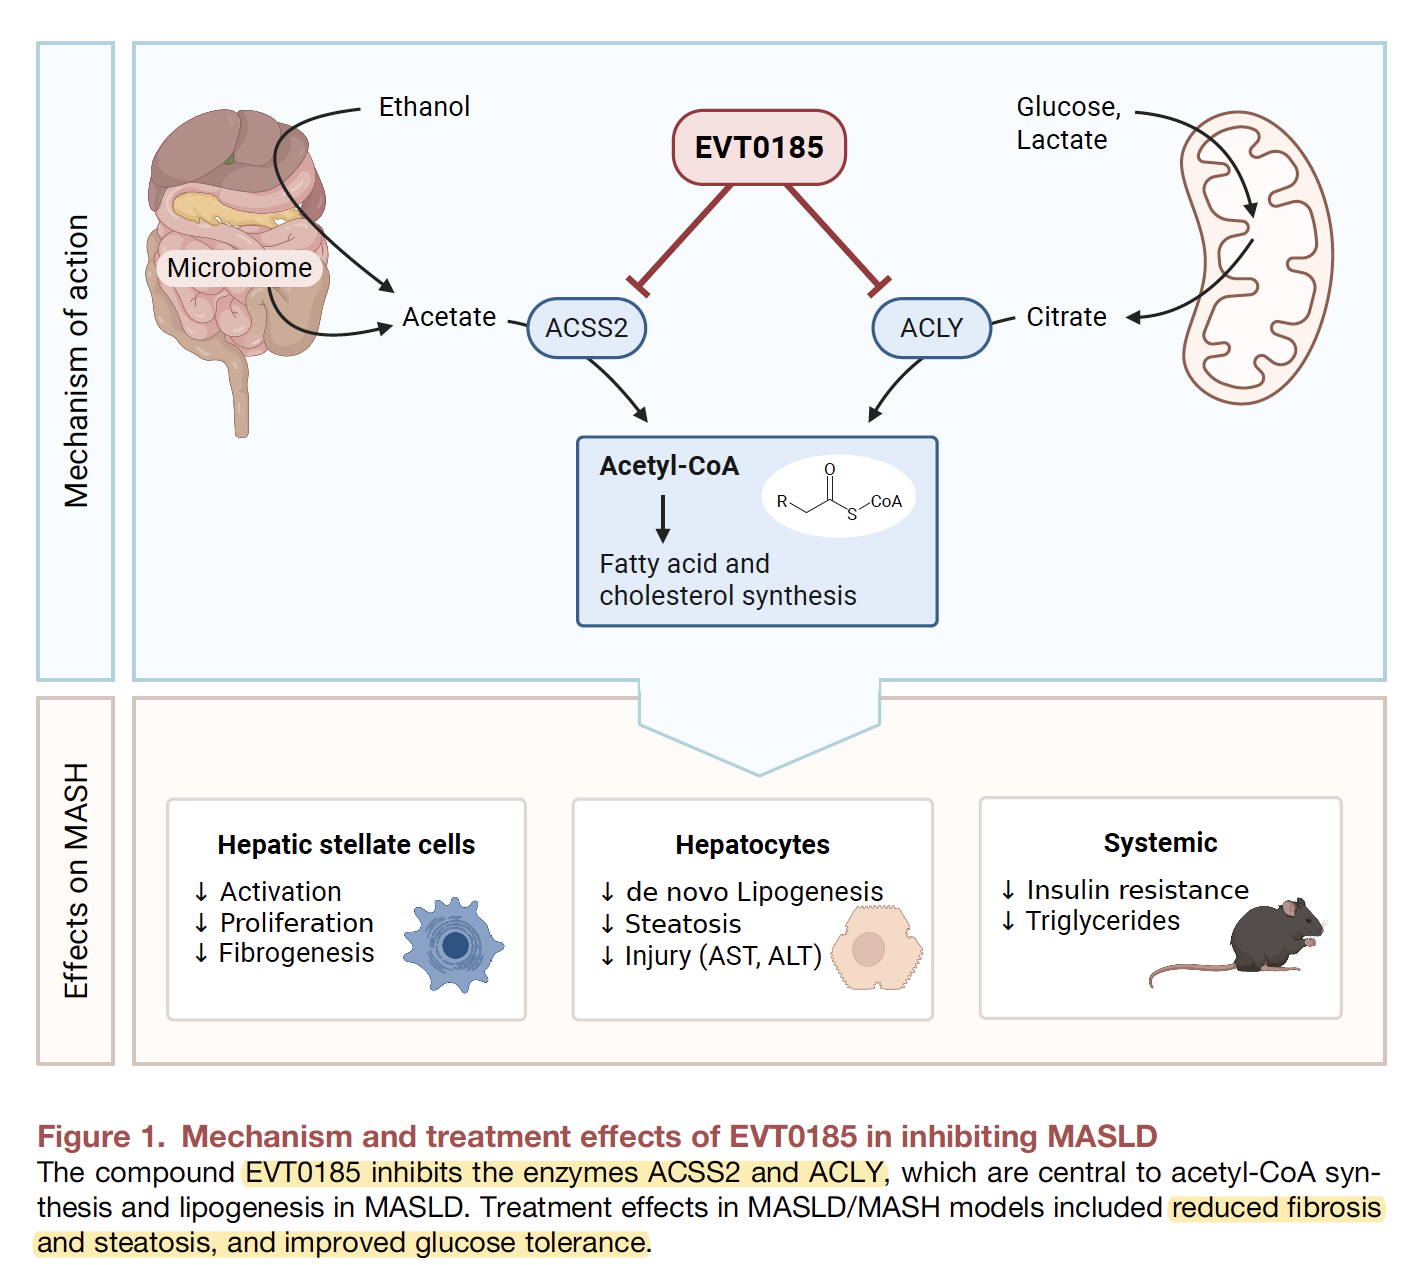 Mechanism of action
Ethanol
Microbiome
Acetate
EVT0185
ACSS2
ACLY
Glucose,
Lactate
Citrate
Acetyl-CoA
O
R
S
CoA
Fatty acid and
cholesterol synthesis
Effects on MASH
Hepatic stellate cells
↓ Activation
↓ Proliferation
↓ Fibrogenesis
Hepatocytes
↓ de novo Lipogenesis
↓ Steatosis
↓ Injury (AST, ALT)
Systemic
↓ Insulin resistance
↓ Triglycerides
Figure 1. Mechanism and treatment effects of EVT0185 in inhibiting MASLD
The compound EVT0185 inhibits the enzymes ACSS2 and ACLY, which are central to acetyl-CoA syn-
thesis and lipogenesis in MASLD. Treatment effects in MASLD/MASH models included reduced fibrosis
and steatosis, and improved glucose tolerance.